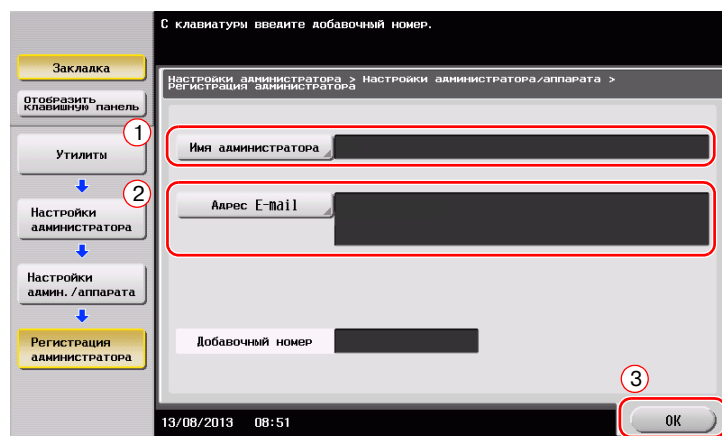 С клавиатуры введите добавочный номер.
Закладка
Отобразить
клавишную панель
Настройки администратора > Настройки администратора/аппарата >
Регистрация администратора
1
Имя администратора
Утилиты
2
Адрес E-mail
Настройки
администратора
Настройки
админ./аппарата
Регистрация
администратора
Добавочный номер
3
13/08/2013 08:51
OK